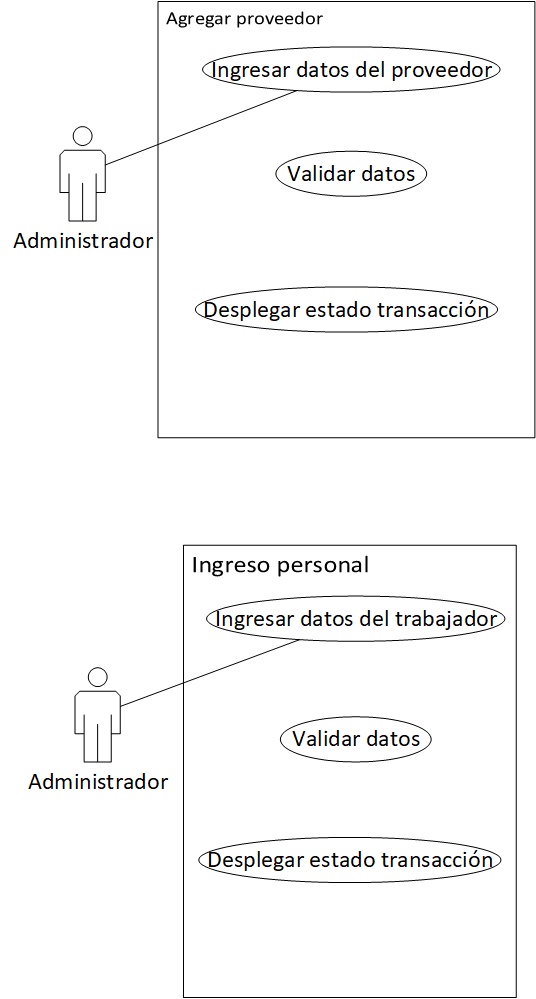 Agregar proveedor
Ingresar datos del proveedor
Validar datos
Administrador
Desplegar estado transacción
Ingreso personal
Ingresar datos del trabajador
Validar datos
Administrador
Desplegar estado transacción